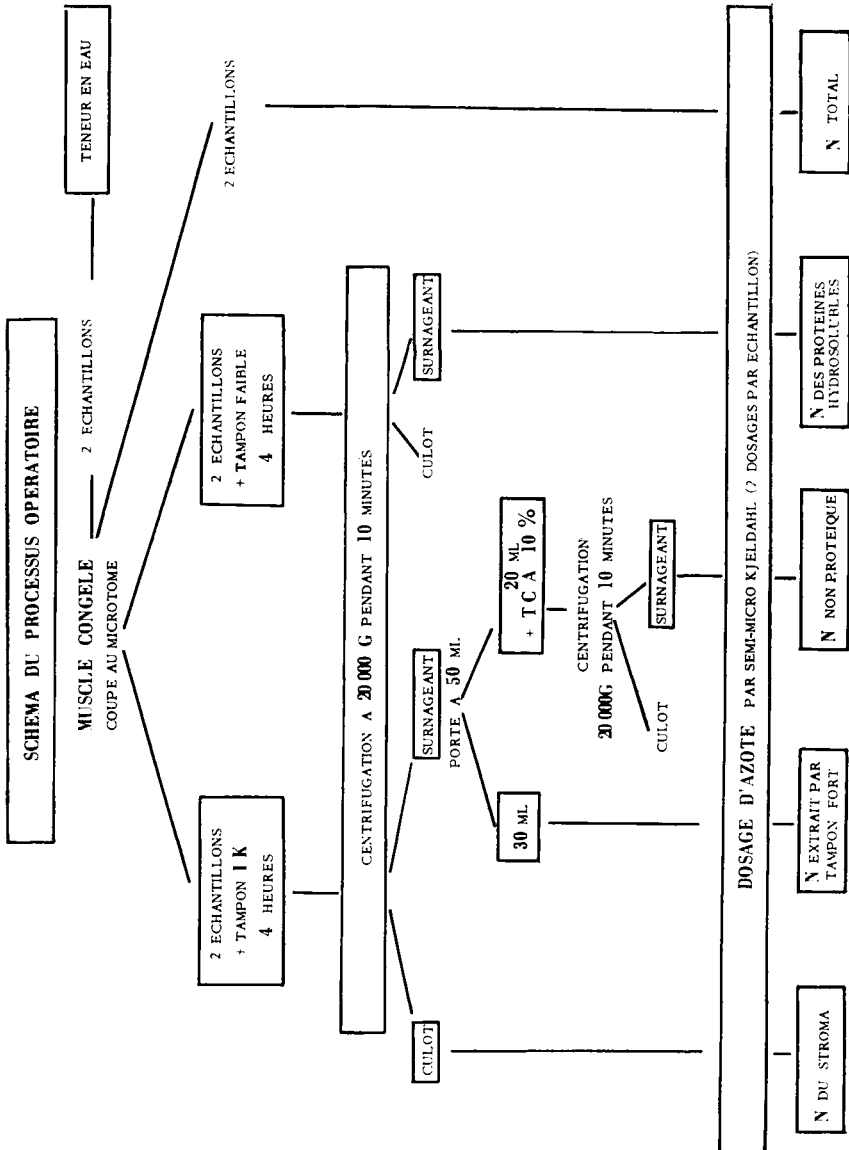 SCHEMA DU PROCESSUS OPERATOIRE
MUSCLE CONGELE
COUPE AU MICROTOME
2 ECHANTILLONS
TENEUR EN EAU
2 ECHANTILLONS
+ TAMPON I K
4 HEURES
2 ECHANTILLONS
+ TAMPON FAIBLE
4 HEURES
2 ECHANTILLONS
CENTRIFUGATION A 20 000 G PENDANT 10 MINUTES
CULOT
SURNAGEANT
PORTE A 50 ML
CULOT
SURNAGEANT
30 ML
20 ML
+ T C A 10 %
CENTRIFUGATION
20 000G PENDANT 10 MINUTES
CULOT
SURNAGEANT
DOSAGE D'AZOTE PAR SEMI-MICRO KJELDAHL (2 DOSAGES PAR ECHANTILLON)
N DU STROMA
N EXTRAIT PAR
TAMPON FORT
N NON PROTEIQUE
N DES PROTEINES
HYDROSOLUBLES
N TOTAL